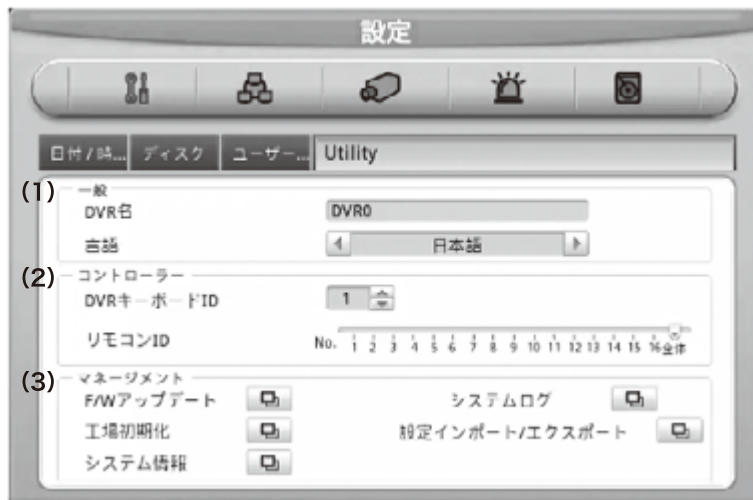 設定
日付/時... ディスク ユーザー... Utility
(1) 一般
DVR名 DVR0
言語 日本語
(2) コントローラー
DVRキーボードID 1
リモコンID No. 1 2 3 4 5 6 7 8 9 10 11 12 13 14 15 16 全体
(3) マネージメント
F/Wアップデート システムログ
工場初期化 設定インポート/エクスポート
システム情報